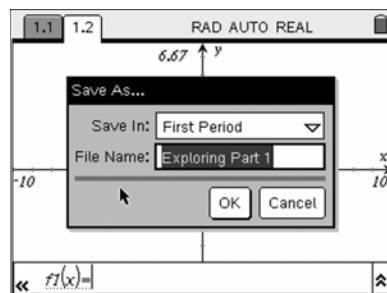 1.1 1.2 RAD AUTO REAL
6.67 y
Save As...
Save In: First Period
File Name: Exploring Part 1
x
-10 10
OK Cancel
f1(x)=